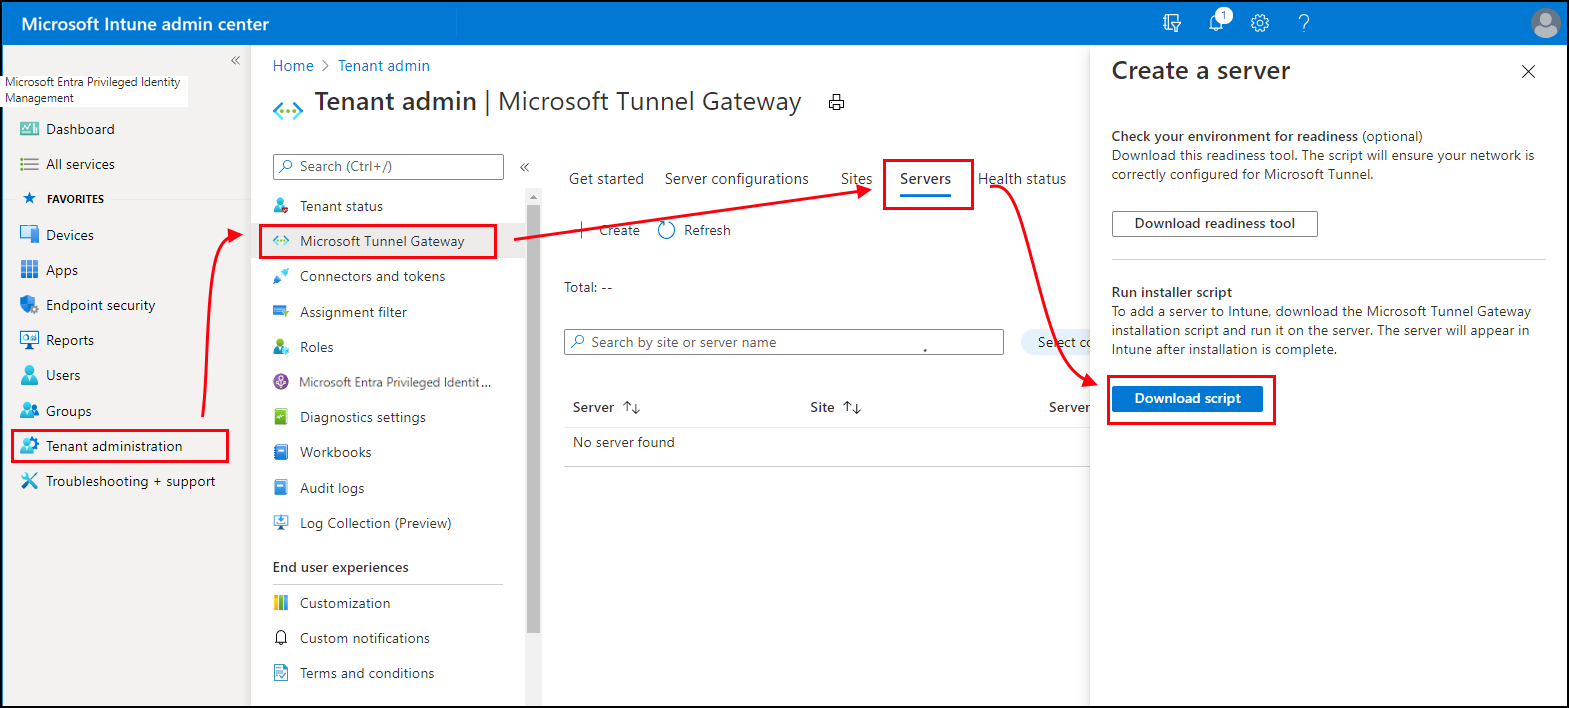 Microsoft Intune admin center
1
Microsoft Entra Privileged Identity
Management
Dashboard
All services
FAVORITES
Devices
Apps
Endpoint security
Reports
Users
Groups
Tenant administration
Troubleshooting + support
Home > Tenant admin
Tenant admin | Microsoft Tunnel Gateway
Search (Ctrl+/)
Tenant status
Microsoft Tunnel Gateway
Connectors and tokens
Assignment filter
Roles
Microsoft Entra Privileged Identit...
Diagnostics settings
Workbooks
Audit logs
Log Collection (Preview)
End user experiences
Customization
Custom notifications
Terms and conditions
Get started Server configurations Sites Servers Health status
Create Refresh
Total: --
Search by site or server name
Select co
Server Site Server
No server found
Create a server
Check your environment for readiness (optional)
Download this readiness tool. The script will ensure your network is
correctly configured for Microsoft Tunnel.
Download readiness tool
Run installer script
To add a server to Intune, download the Microsoft Tunnel Gateway
installation script and run it on the server. The server will appear in
Intune after installation is complete.
Download script